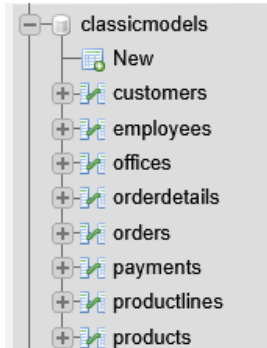 classicmodels
New
customers
employees
offices
orderdetails
orders
payments
productlines
products